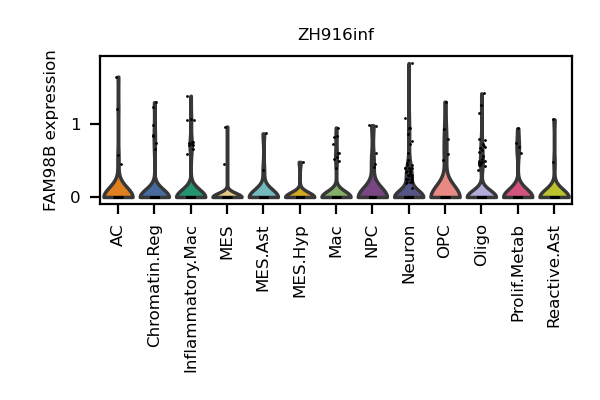 ZH916inf
FAM98B expression
1
0
AC
Chromatin.Reg
Inflammatory.Mac
MES
MES.Ast
MES.Hyp
Mac
NPC
Neuron
OPC
Oligo
Prolif.Metab
Reactive.Ast